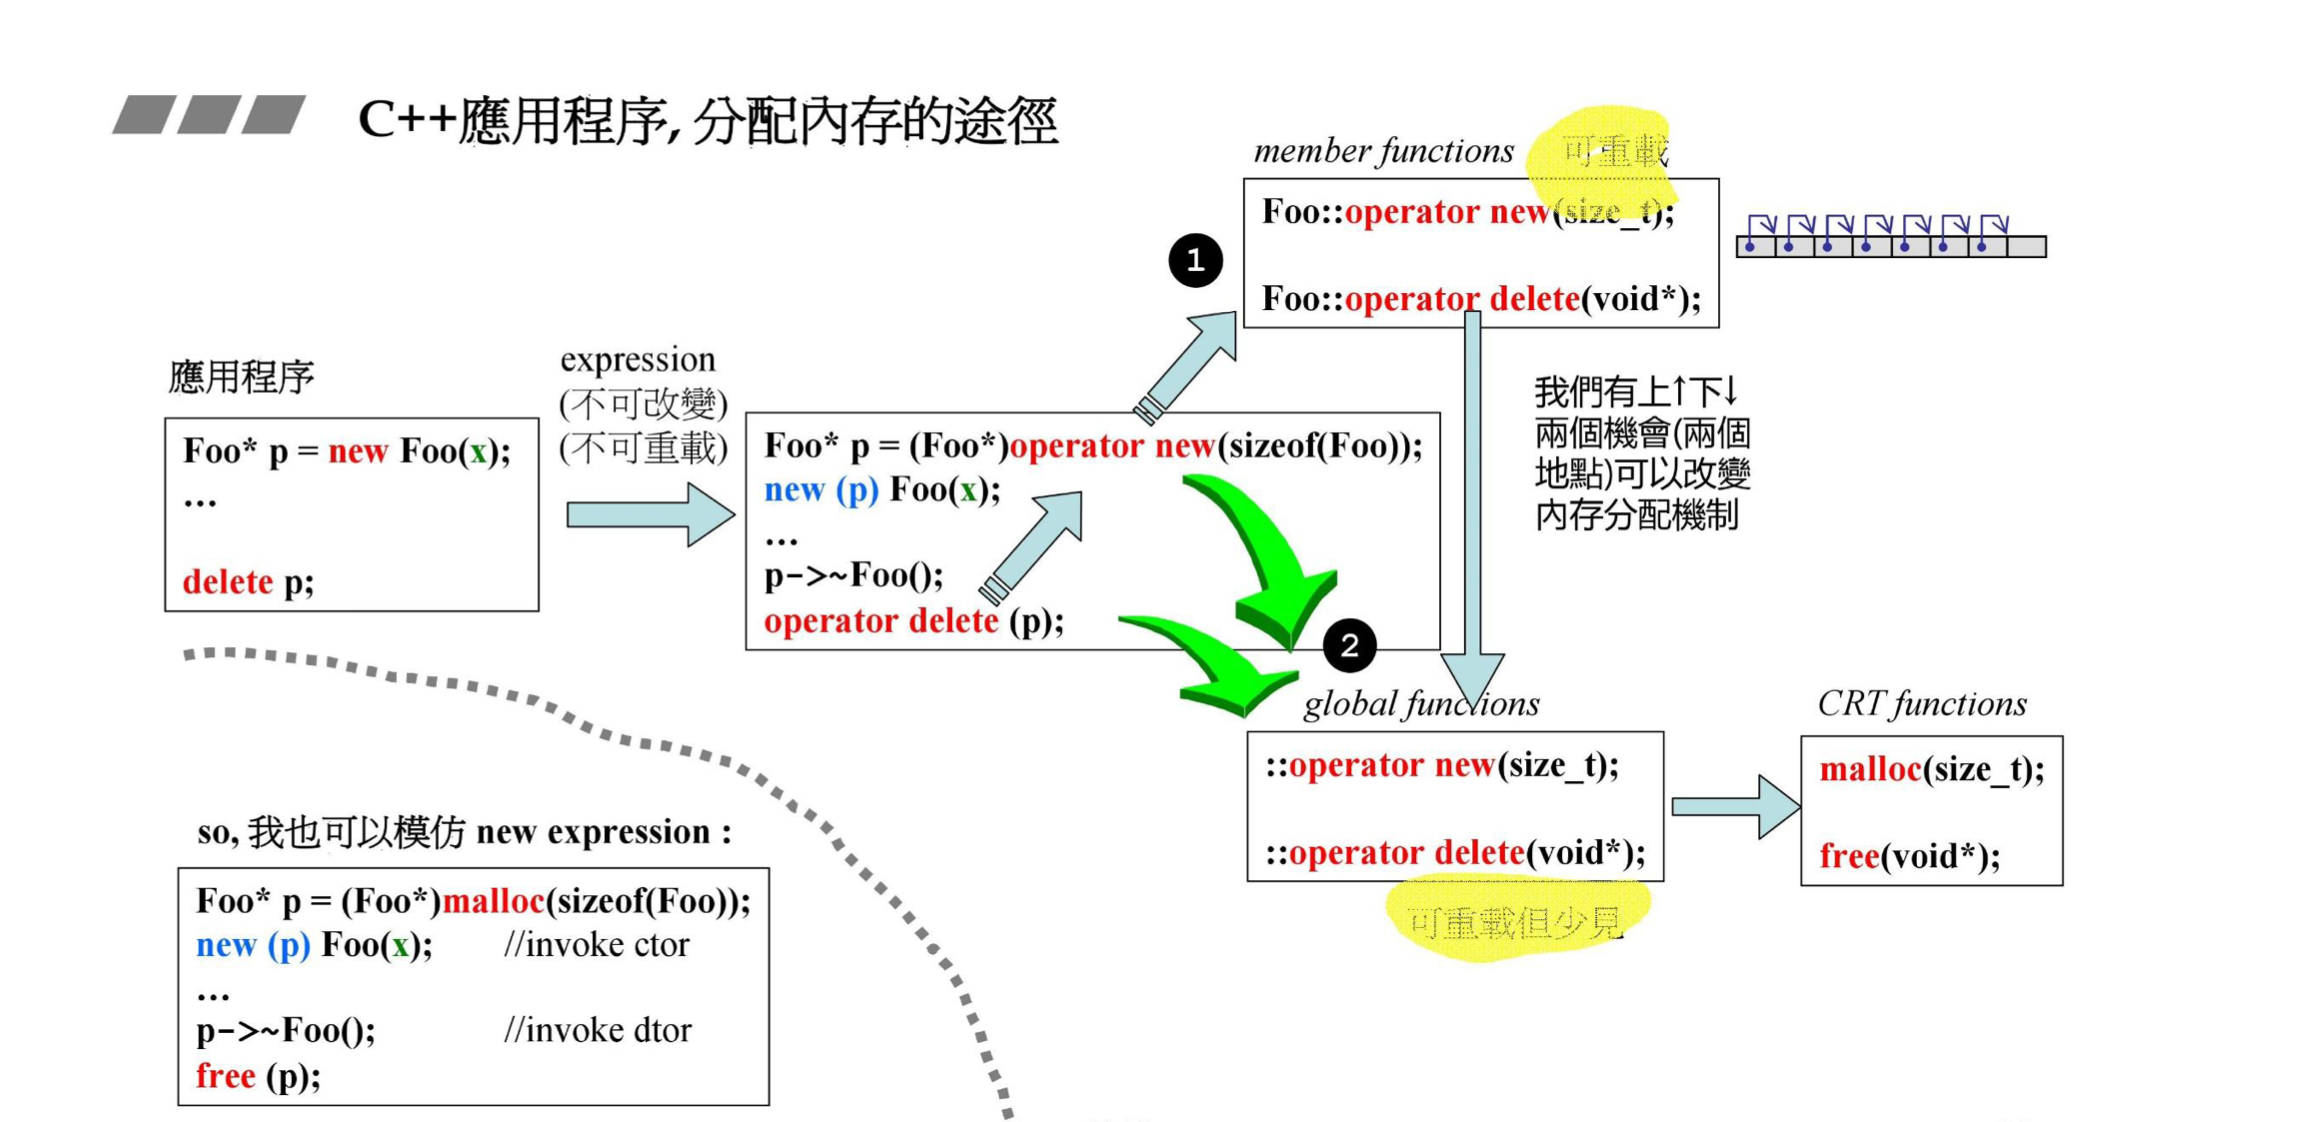 C++應用程序, 分配內存的途徑
member functions 可重載
Foo::operator new(size_t);
Foo::operator delete(void*);
1
應用程序
Foo* p = new Foo(x);
...
delete p;
expression
(不可改變)
(不可重載)
Foo* p = (Foo*)operator new(sizeof(Foo));
new (p) Foo(x);
...
p->~Foo();
operator delete (p);
我們有上↑下↓
兩個機會(兩個
地點)可以改變
內存分配機制
2
global functions
::operator new(size_t);
::operator delete(void*);
可重載但少見
CRT functions
malloc(size_t);
free(void*);
so, 我也可以模仿 new expression :
Foo* p = (Foo*)malloc(sizeof(Foo));
new (p) Foo(x); //invoke ctor
...
p->~Foo(); //invoke dtor
free (p);